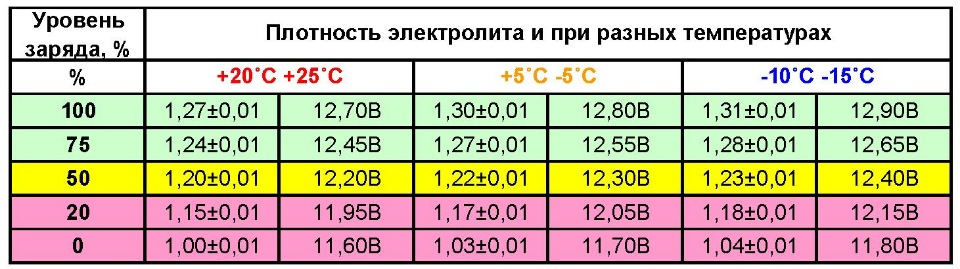 Уровень заряда, % Плотность электролита и при разных температурах
% +20˚C +25˚C +5˚C -5˚C -10˚C -15˚C
100 1,27±0,01 12,70В 1,30±0,01 12,80В 1,31±0,01 12,90В
75 1,24±0,01 12,45В 1,27±0,01 12,55В 1,28±0,01 12,65В
50 1,20±0,01 12,20В 1,22±0,01 12,30В 1,23±0,01 12,40В
20 1,15±0,01 11,95В 1,17±0,01 12,05В 1,18±0,01 12,15В
0 1,00±0,01 11,60В 1,03±0,01 11,70В 1,04±0,01 11,80В